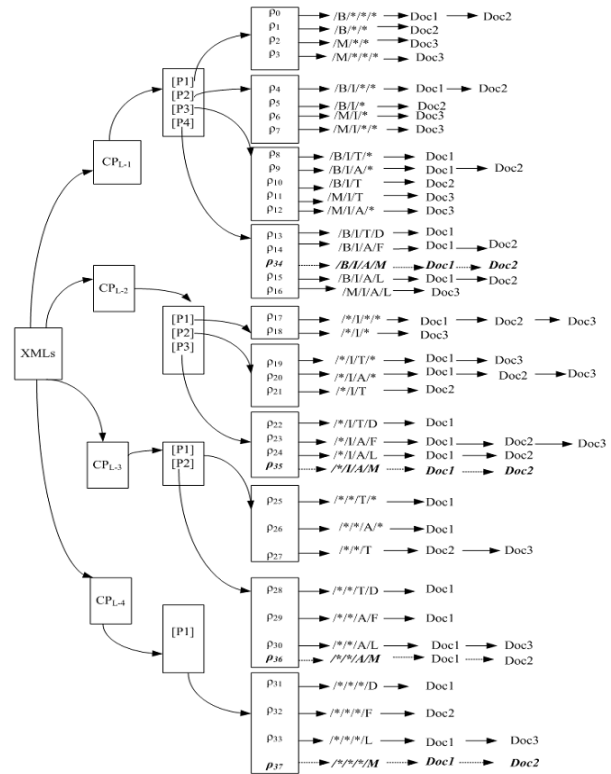 XMLs
CPL-1
[P1]
[P2]
[P3]
[P4]
ρ0 /B/*/*/* Doc1 Doc2
ρ1 /B/*/* Doc2
ρ2 /M/*/* Doc3
ρ3 /M/*/*/* Doc3
ρ4 /B/I/*/* Doc1 Doc2
ρ5 /B/I/* Doc2
ρ6 /M/I/* Doc3
ρ7 /M/I/*/* Doc3
ρ8 /B/I/T/* Doc1
ρ9 /B/I/A/* Doc1 Doc2
ρ10 /B/I/T Doc2
ρ11 /M/I/T Doc3
ρ12 /M/I/A/* Doc3
ρ13 /B/I/T/D Doc1
ρ14 /B/I/A/F Doc1 Doc2
ρ34 /B/I/A/M Doc1 Doc2
ρ15 /B/I/A/L Doc1 Doc2
ρ16 /M/I/A/L Doc3
CPL-2
[P1]
[P2]
[P3]
ρ17 /*/I/*/* Doc1 Doc2 Doc3
ρ18 /*/I/* Doc3
ρ19 /*/I/T/* Doc1 Doc3
ρ20 /*/I/A/* Doc1 Doc2 Doc3
ρ21 /*/I/T Doc2
ρ22 /*/I/T/D Doc1
ρ23 /*/I/A/F Doc1 Doc2 Doc3
ρ24 /*/I/A/L Doc1 Doc2
ρ35 /*/I/A/M Doc1 Doc2
CPL-3
[P1]
[P2]
ρ25 /*/*/T/* Doc1
ρ26 /*/*/A/* Doc1
ρ27 /*/*/T Doc2 Doc3
ρ28 /*/*/T/D Doc1
ρ29 /*/*/A/F Doc1
ρ30 /*/*/A/L Doc1 Doc3
ρ36 /*/*/A/M Doc1 Doc2
CPL-4
[P1]
ρ31 /*/*/*/D Doc1
ρ32 /*/*/*/F Doc2
ρ33 /*/*/*/L Doc1 Doc3
ρ37 /*/*/*/M Doc1 Doc2